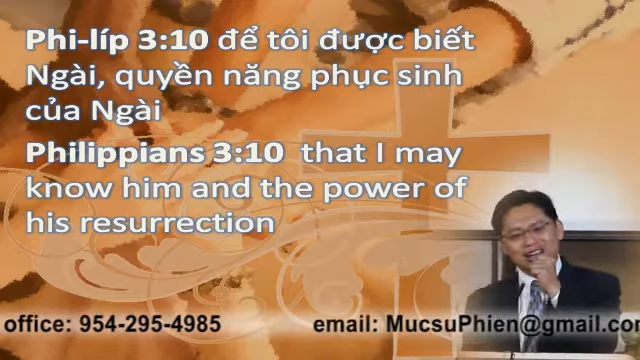 Phi-líp 3:10 để tôi được biết
Ngài, quyền năng phục sinh
của Ngài
Philippians 3:10 that I may
know him and the power of
his resurrection
office: 954-295-4985 email: MucsuPhien@gmail.com